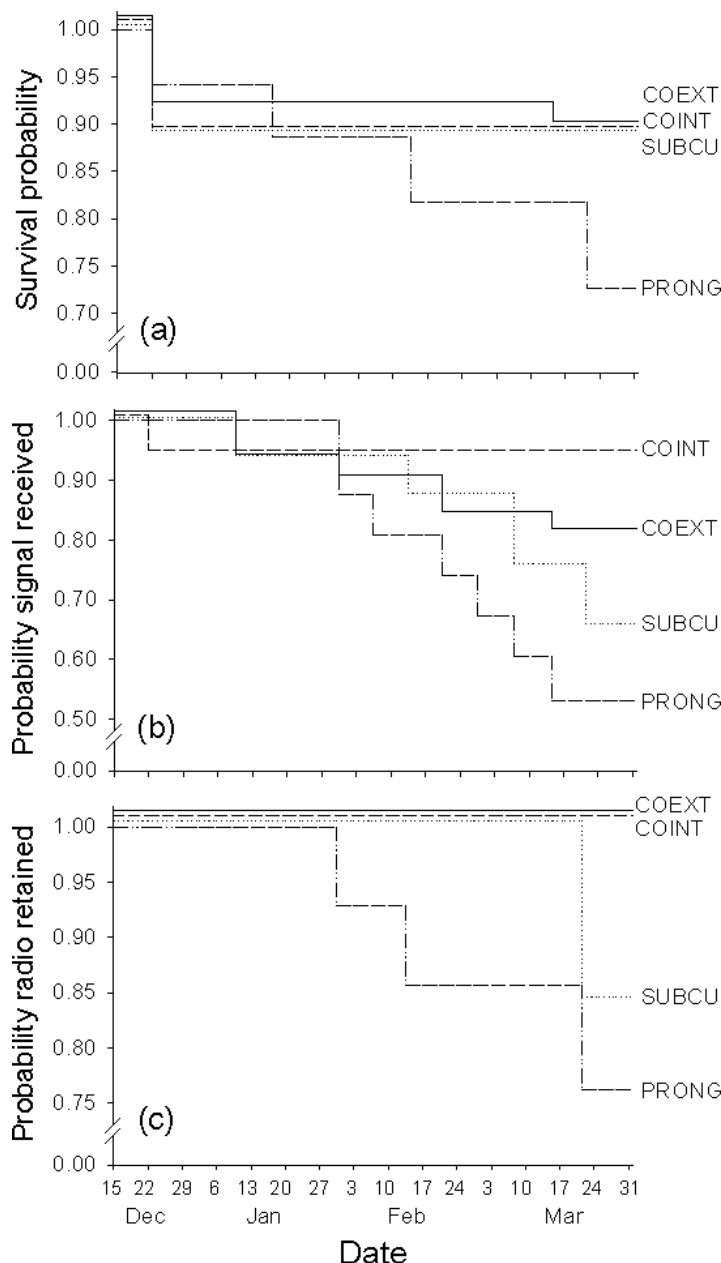 Survival probability
1.00
0.95
0.90
0.85
0.80
0.75
0.70
0.00
COEXT
COINT
SUBCU
PRONG
(a)
Probability signal received
1.00
0.90
0.80
0.70
0.60
0.50
0.00
COINT
COEXT
SUBCU
PRONG
(b)
Probability radio retained
1.00
0.95
0.90
0.85
0.80
0.75
0.00
COEXT
COINT
SUBCU
PRONG
(c)
15 22 29 6 13 20 27 3 10 17 24 3 10 17 24 31
Dec Jan Feb Mar
Date